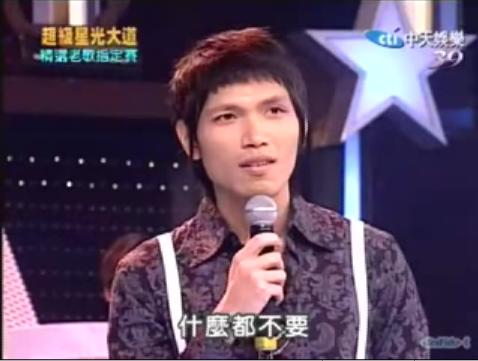 超級星光大道
精選老歌指定賽
cti 中天娛樂
39
什麼都不要